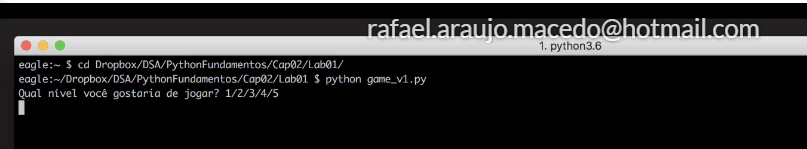 rafael.araujo.macedo@hotmail.com
1. python3.6
eagle:~ $ cd Dropbox/DSA/PythonFundamentos/Cap02/Lab01/
eagle:~/Dropbox/DSA/PythonFundamentos/Cap02/Lab01 $ python game_v1.py
Qual nível você gostaria de jogar? 1/2/3/4/5